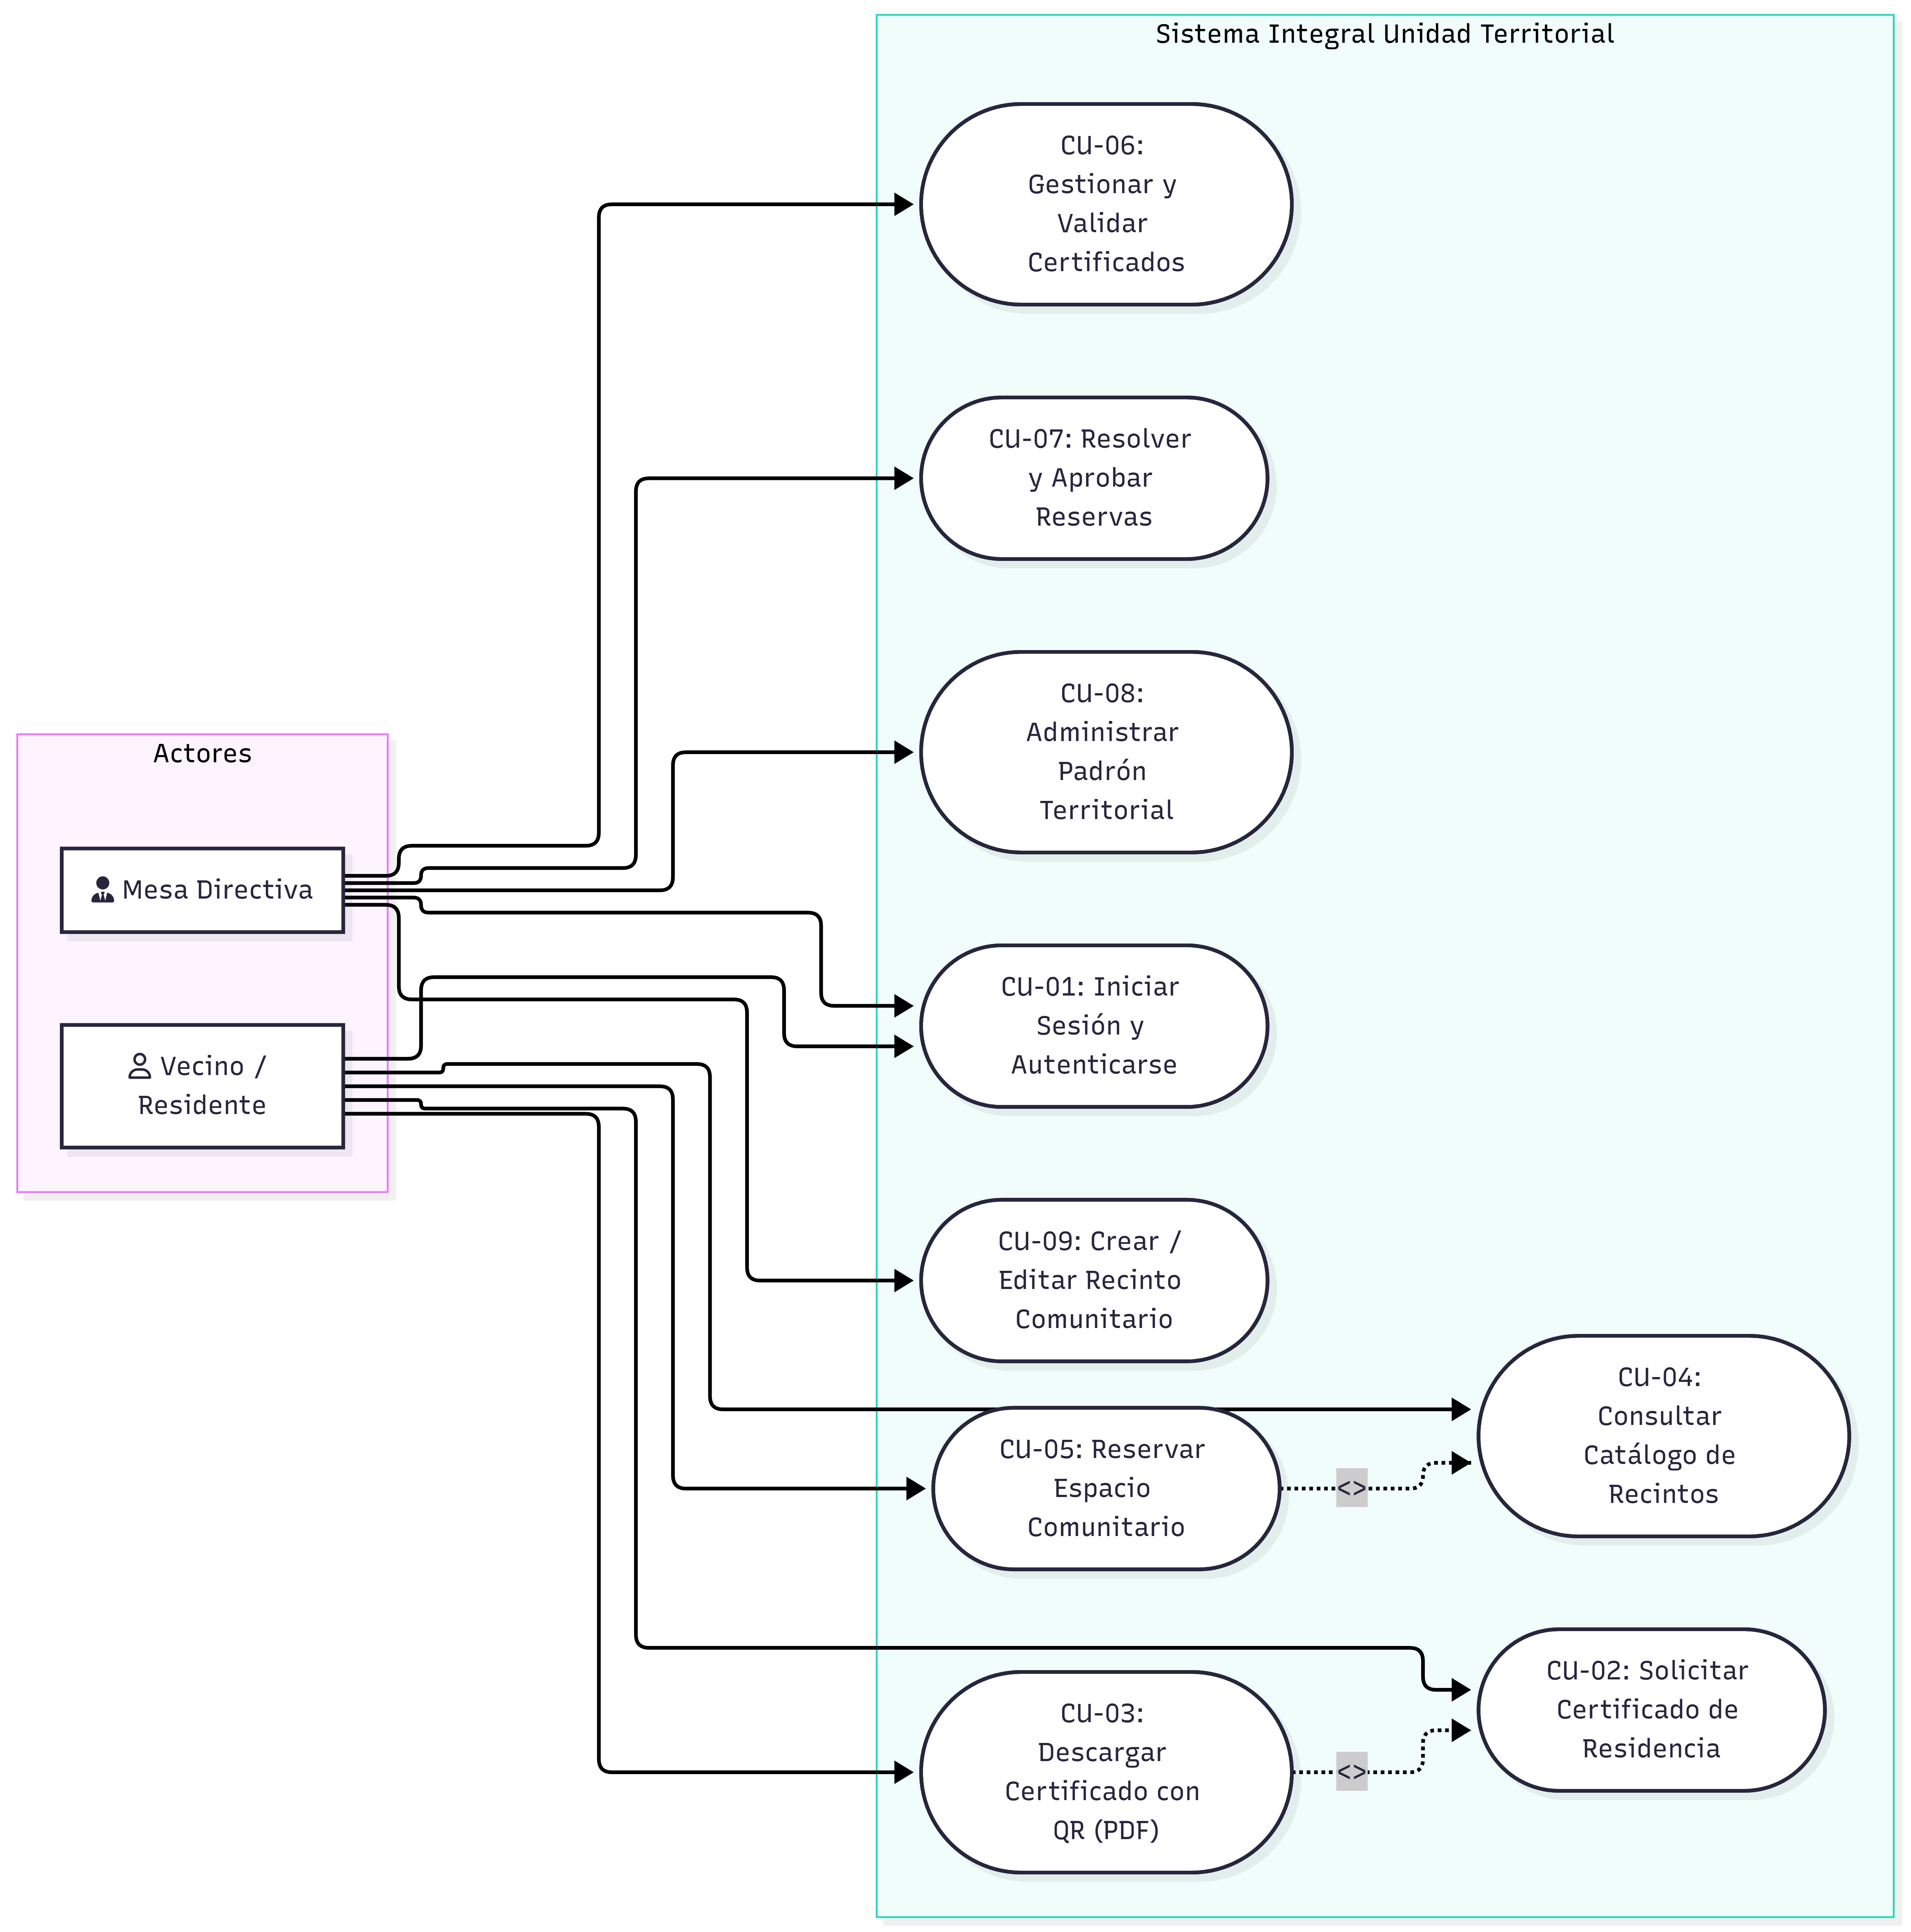 Sistema Integral Unidad Territorial
CU-06:
Gestionar y
Validar
Certificados
CU-07: Resolver
y Aprobar
Reservas
CU-08:
Administrar
Padrón
Territorial
Actores
Mesa Directiva
Vecino /
Residente
CU-01: Iniciar
Sesión y
Autenticarse
CU-09: Crear /
Editar Recinto
Comunitario
CU-05: Reservar
Espacio
Comunitario
<>
CU-04:
Consultar
Catálogo de
Recintos
CU-03:
Descargar
Certificado con
QR (PDF)
<>
CU-02: Solicitar
Certificado de
Residencia